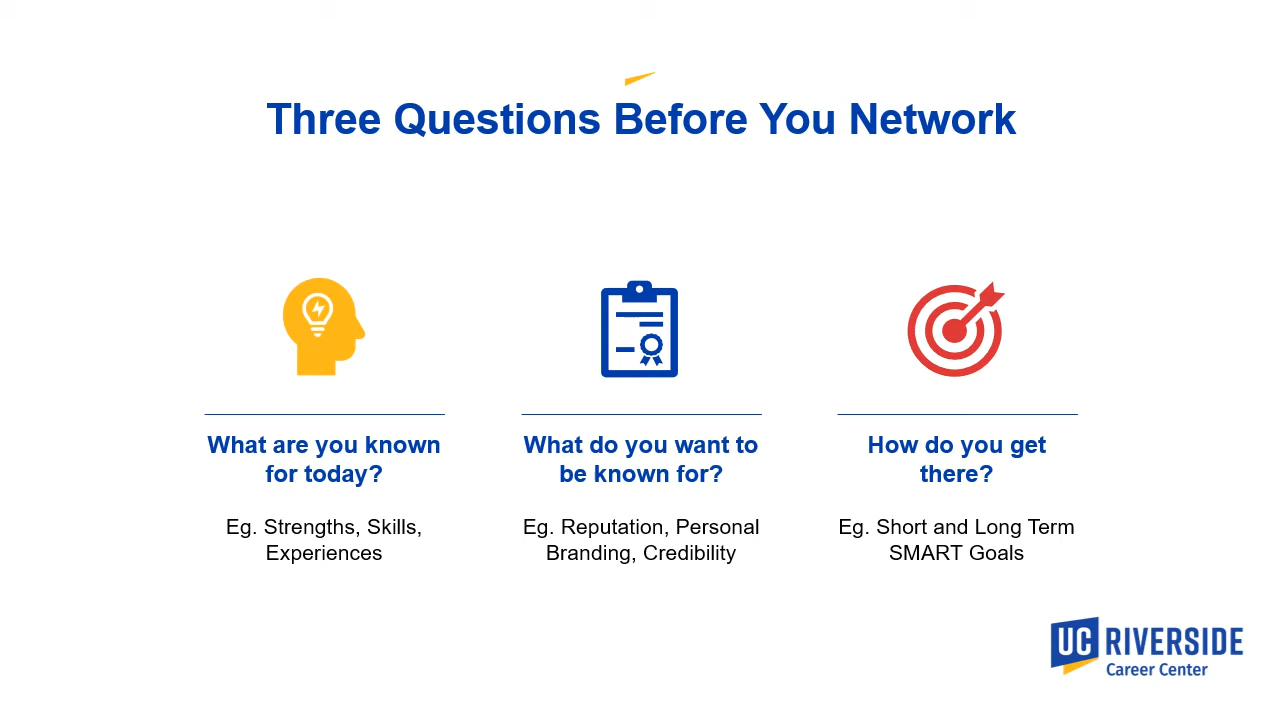 Three Questions Before You Network
What are you known
for today?
Eg. Strengths, Skills,
Experiences
What do you want to
be known for?
Eg. Reputation, Personal
Branding, Credibility
How do you get
there?
Eg. Short and Long Term
SMART Goals
UC RIVERSIDE
Career Center